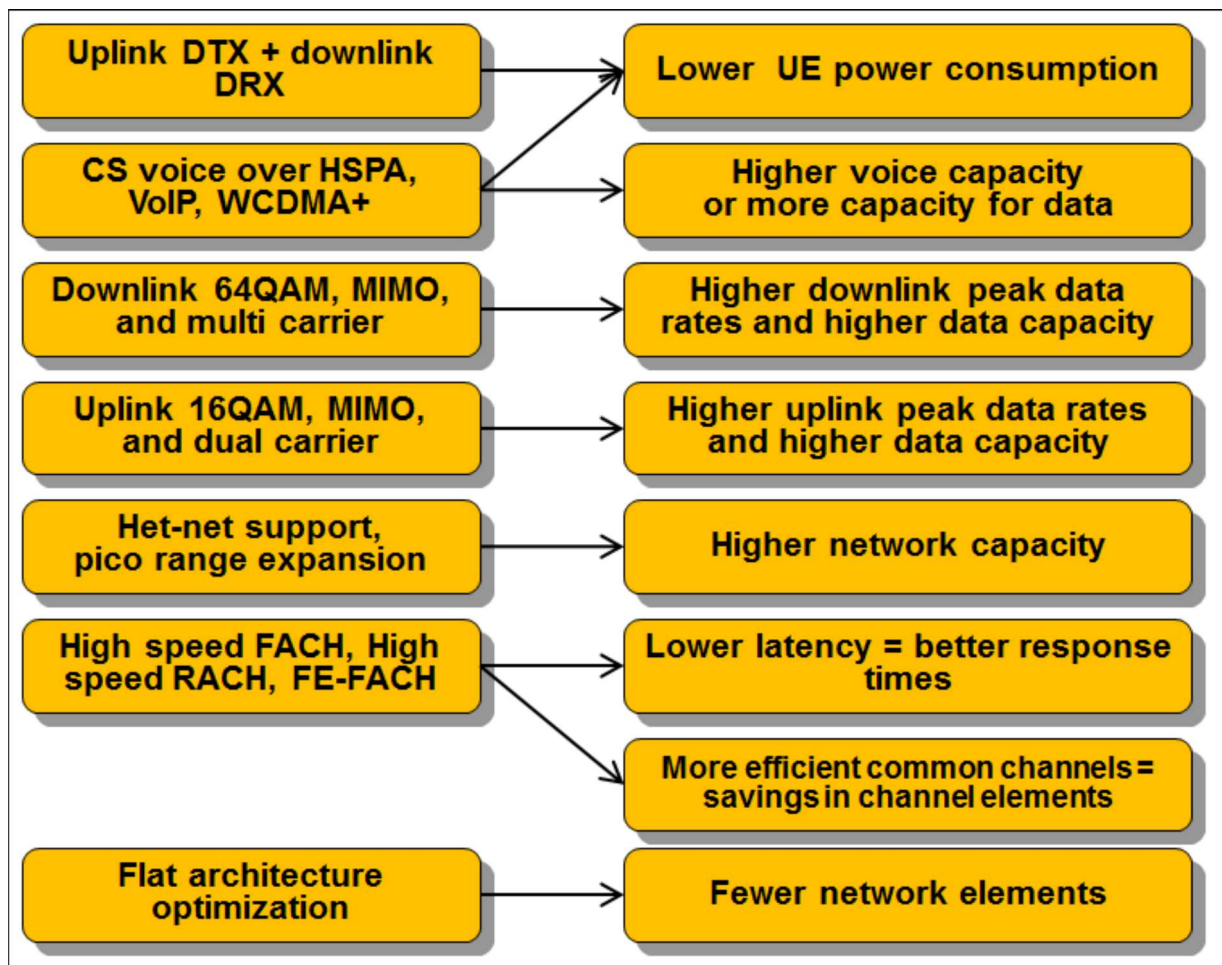 Uplink DTX + downlink
DRX
Lower UE power consumption
CS voice over HSPA,
VoIP, WCDMA+
Higher voice capacity
or more capacity for data
Downlink 64QAM, MIMO,
and multi carrier
Higher downlink peak data
rates and higher data capacity
Uplink 16QAM, MIMO,
and dual carrier
Higher uplink peak data rates
and higher data capacity
Het-net support,
pico range expansion
Higher network capacity
High speed FACH, High
speed RACH, FE-FACH
Lower latency = better response
times
More efficient common channels =
savings in channel elements
Flat architecture
optimization
Fewer network elements